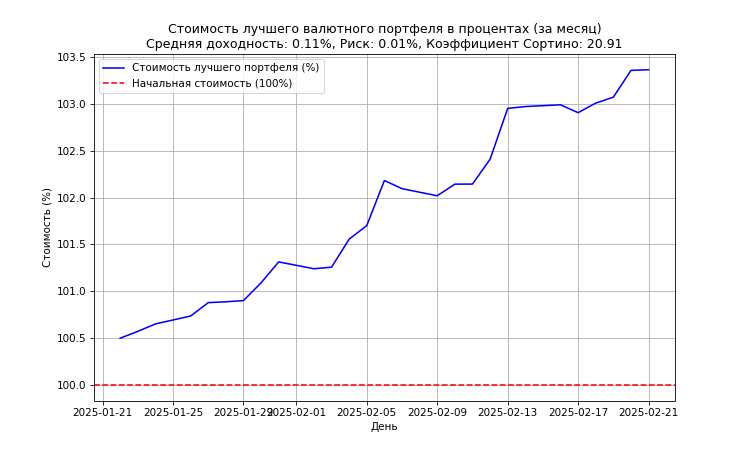 Стоимость лучшего валютного портфеля в процентах (за месяц)
Средняя доходность: 0.11%, Риск: 0.01%, Коэффициент Сортино: 20.91
Стоимость лучшего портфеля (%)
Начальная стоимость (100%)
Стоимость (%)
103.5
103.0
102.5
102.0
101.5
101.0
100.5
100.0
2025-01-21 2025-01-25 2025-01-29 2025-02-01 2025-02-05 2025-02-09 2025-02-13 2025-02-17 2025-02-21
День